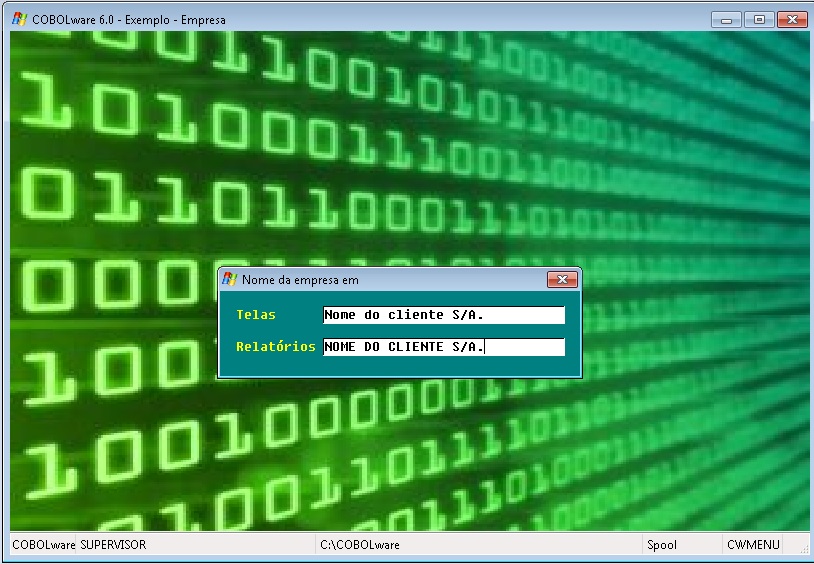 COBOLware 6.0 - Exemplo - Empresa
Nome da empresa em
Telas Nome do cliente S/A.
Relatórios NOME DO CLIENTE S/A.
COBOLware SUPERVISOR C:\COBOLware Spool CWMENU